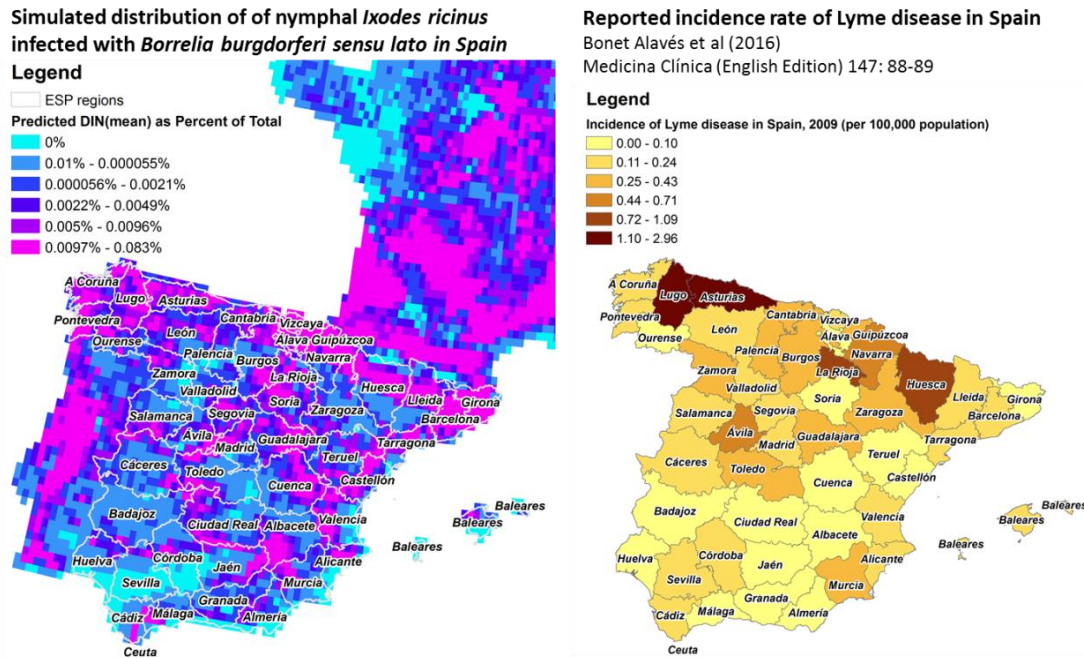 Simulated distribution of of nymphal Ixodes ricinus
infected with Borrelia burgdorferi sensu lato in Spain
Legend
ESP regions
Predicted DIN(mean) as Percent of Total
0%
0.01% - 0.000055%
0.000056% - 0.0021%
0.0022% - 0.0049%
0.005% - 0.0096%
0.0097% - 0.083%
A Coruña
Lugo
Asturias
Cantabria
Vizcaya
Pontevedra
León
Álava Guipúzcoa
Ourense
Palencia
Burgos
Navarra
Zamora
La Rioja
Huesca
Valladolid
Soria
Lleida
Girona
Salamanca
Segovia
Zaragoza
Barcelona
Ávila
Guadalajara
Tarragona
Madrid
Cáceres
Toledo
Teruel
Cuenca
Castellón
Badajoz
Ciudad Real
Albacete
Valencia
Baleares
Baleares
Baleares
Huelva
Córdoba
Jaén
Alicante
Sevilla
Murcia
Granada
Cádiz
Málaga
Almería
Ceuta
Reported incidence rate of Lyme disease in Spain
Bonet Alavés et al (2016)
Medicina Clínica (English Edition) 147: 88-89
Legend
Incidence of Lyme disease in Spain, 2009 (per 100,000 population)
0.00 - 0.10
0.11 - 0.24
0.25 - 0.43
0.44 - 0.71
0.72 - 1.09
1.10 - 2.96
A Coruña
Lugo
Asturias
Cantabria
Vizcaya
Pontevedra
León
Álava
Guipúzcoa
Ourense
Palencia
Burgos
Navarra
Zamora
La Rioja
Huesca
Valladolid
Soria
Lleida
Girona
Salamanca
Segovia
Zaragoza
Barcelona
Ávila
Guadalajara
Tarragona
Madrid
Cáceres
Toledo
Teruel
Cuenca
Castellón
Badajoz
Ciudad Real
Albacete
Valencia
Baleares
Baleares
Baleares
Huelva
Córdoba
Jaén
Alicante
Sevilla
Murcia
Granada
Cádiz
Málaga
Almería
Ceuta